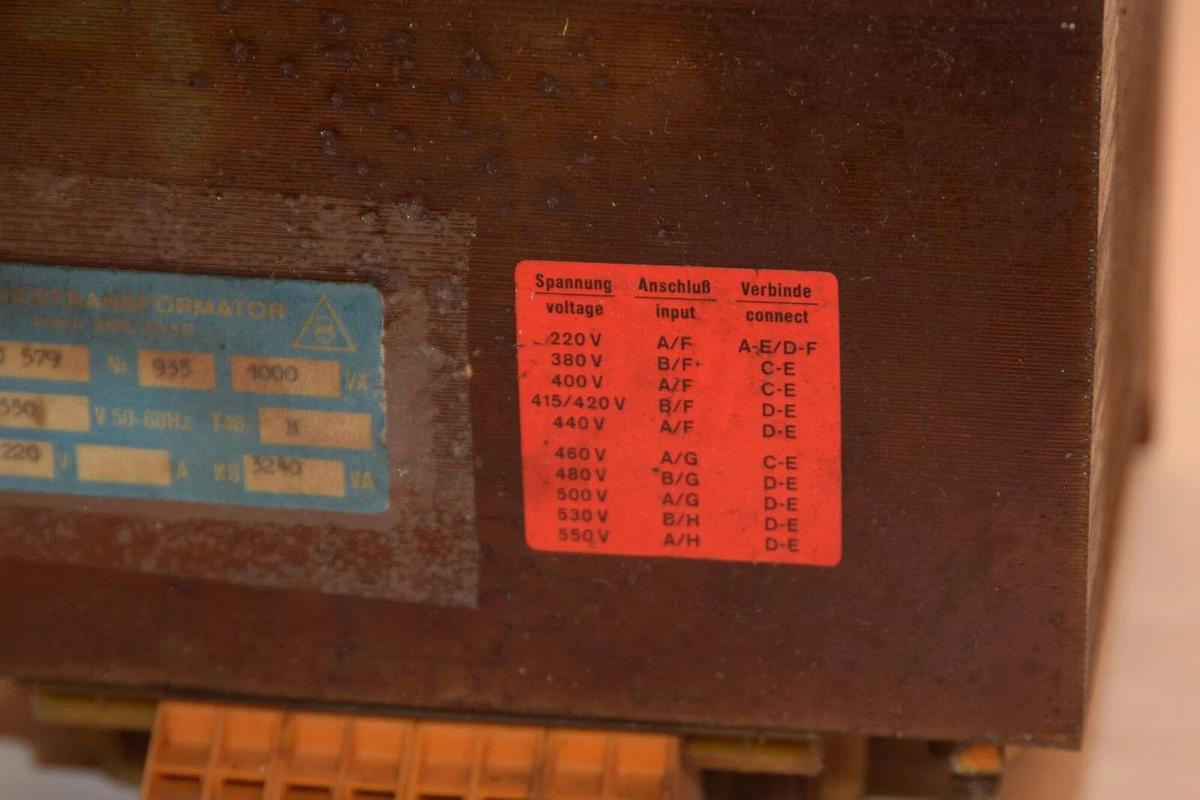 TRANSFORMATOR
579 Nr. 935 1000 VA
550 V 50-60Hz T40/ B
220 V A KB 3240 VA
Spannung Anschluß Verbinde
voltage input connect
220 V A/F A-E/D-F
380 V B/F C-E
400 V A/F C-E
415/420 V B/F D-E
440 V A/F D-E
460 V A/G C-E
480 V B/G D-E
500 V A/G D-E
530 V B/H D-E
550 V A/H D-E